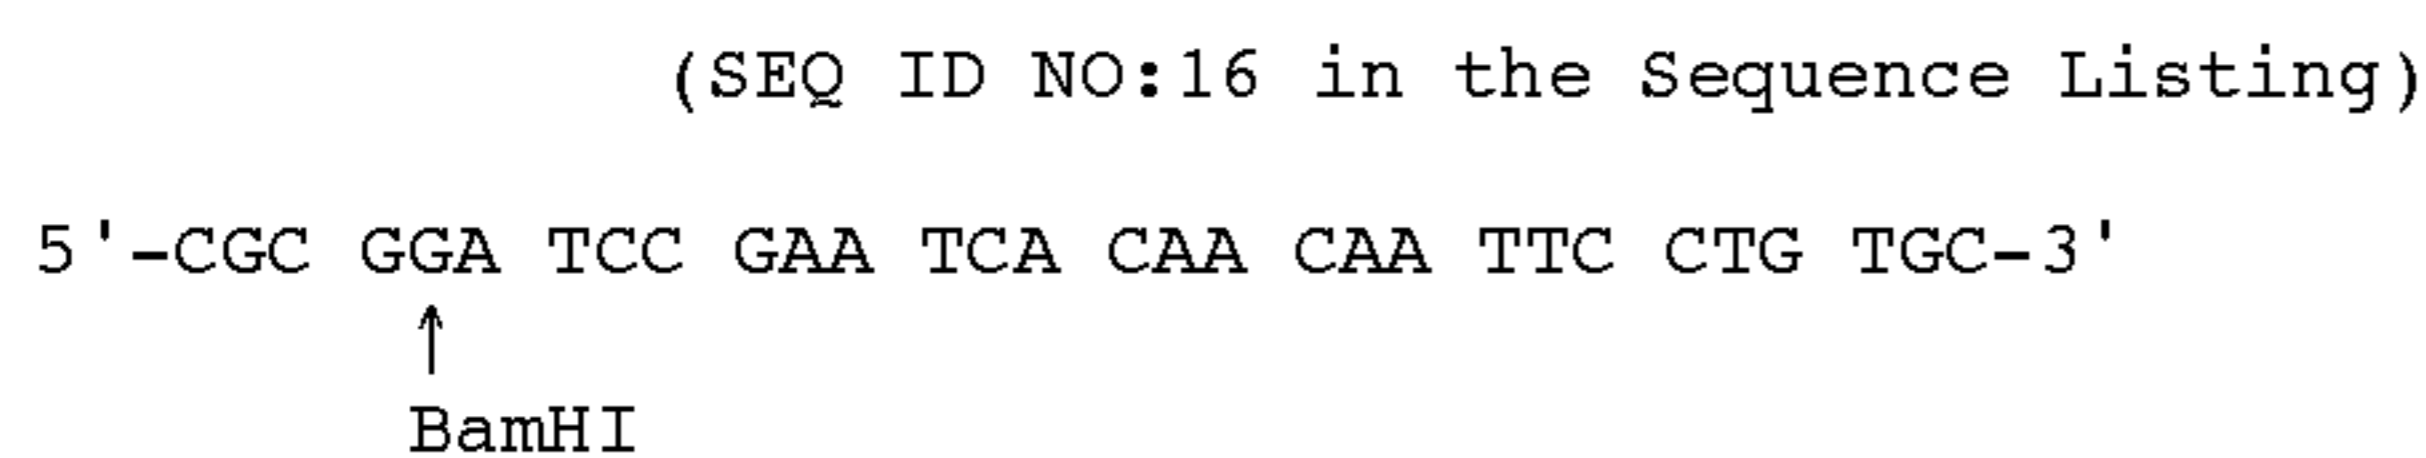 (SEQ ID NO:16 in the Sequence Listing)
5'-CGC GGA TCC GAA TCA CAA CAA TTC CTG TGC-3'
↑
BamHI